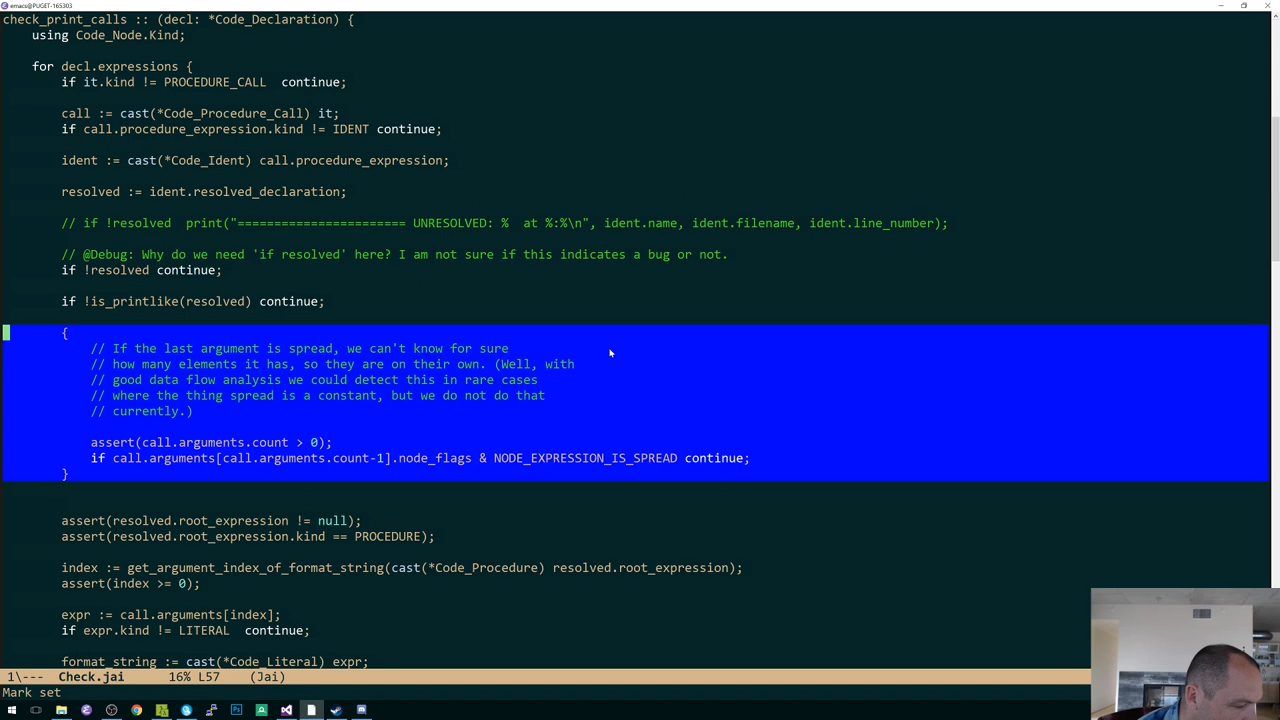 emacs@PUGET-165303
check_print_calls :: (decl: *Code_Declaration) {
using Code_Node.Kind;
for decl.expressions {
if it.kind != PROCEDURE_CALL  continue;
call := cast(*Code_Procedure_Call) it;
if call.procedure_expression.kind != IDENT continue;
ident := cast(*Code_Ident) call.procedure_expression;
resolved := ident.resolved_declaration;
// if !resolved  print("======================= UNRESOLVED: %  at %:%\n", ident.name, ident.filename, ident.line_number);
// @Debug: Why do we need 'if resolved' here? I am not sure if this indicates a bug or not.
if !resolved continue;
if !is_printlike(resolved) continue;
{
// If the last argument is spread, we can't know for sure
// how many elements it has, so they are on their own. (Well, with
// good data flow analysis we could detect this in rare cases
// where the thing spread is a constant, but we do not do that
// currently.)
assert(call.arguments.count > 0);
if call.arguments[call.arguments.count-1].node_flags & NODE_EXPRESSION_IS_SPREAD continue;
}
assert(resolved.root_expression != null);
assert(resolved.root_expression.kind == PROCEDURE);
index := get_argument_index_of_format_string(cast(*Code_Procedure) resolved.root_expression);
assert(index >= 0);
expr := call.arguments[index];
if expr.kind != LITERAL  continue;
format_string := cast(*Code_Literal) expr;
1\---  Check.jai      16% L57    (Jai)
Mark set